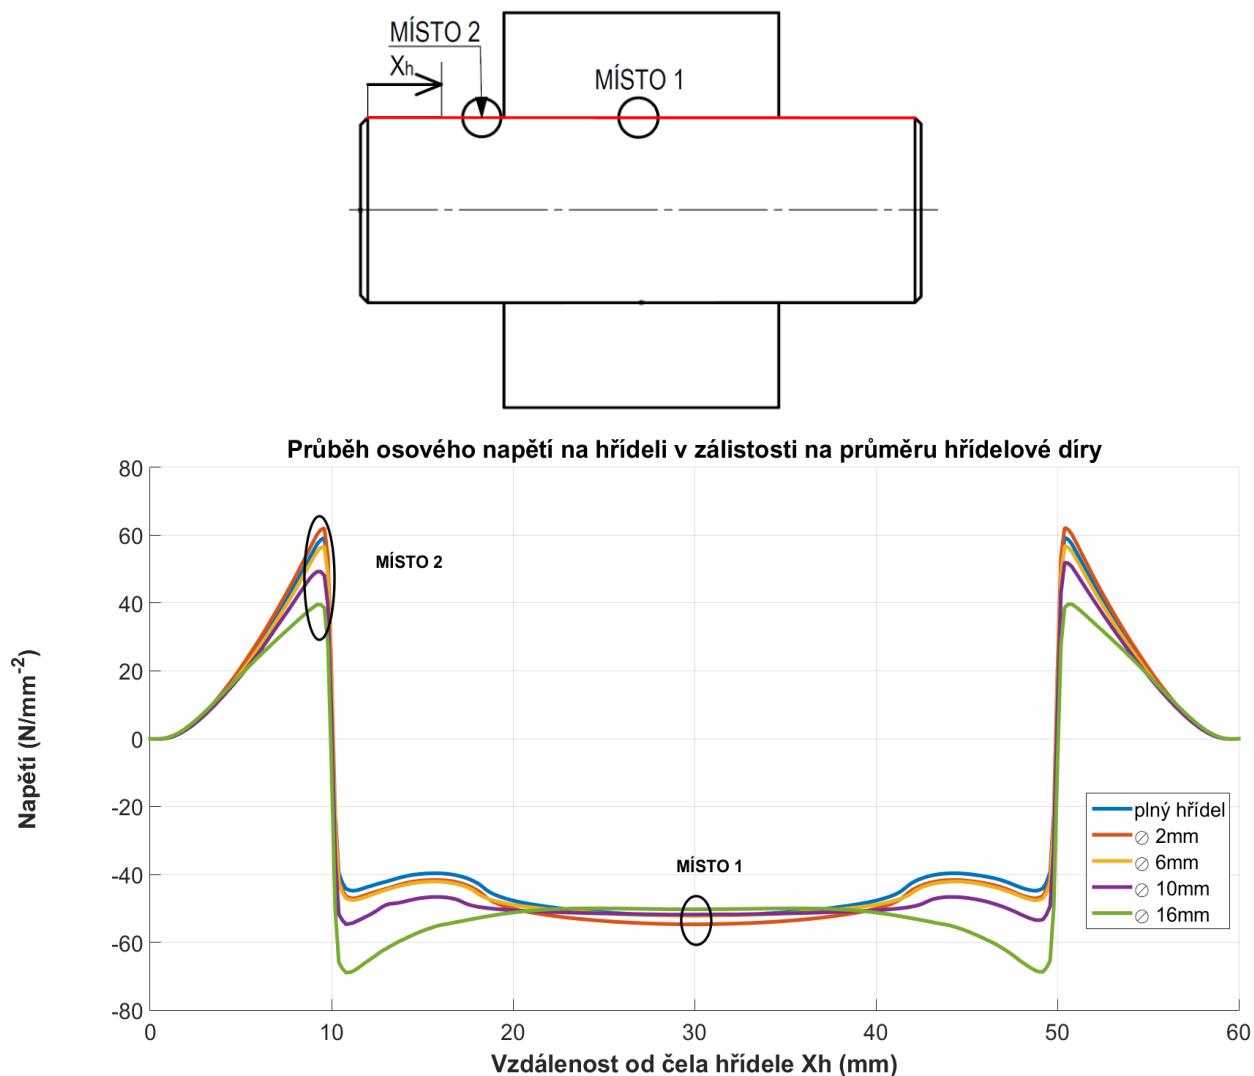 MÍSTO 2
Xh
MÍSTO 1
Průběh osového napětí na hřídeli v zálistosti na průměru hřídelové díry
80
60
40
20
0
-20
-40
-60
-80
Napětí (N/mm-2)
MÍSTO 2
MÍSTO 1
plný hřídel
∅ 2mm
∅ 6mm
∅ 10mm
∅ 16mm
0 10 20 30 40 50 60
Vzdálenost od čela hřídele Xh (mm)